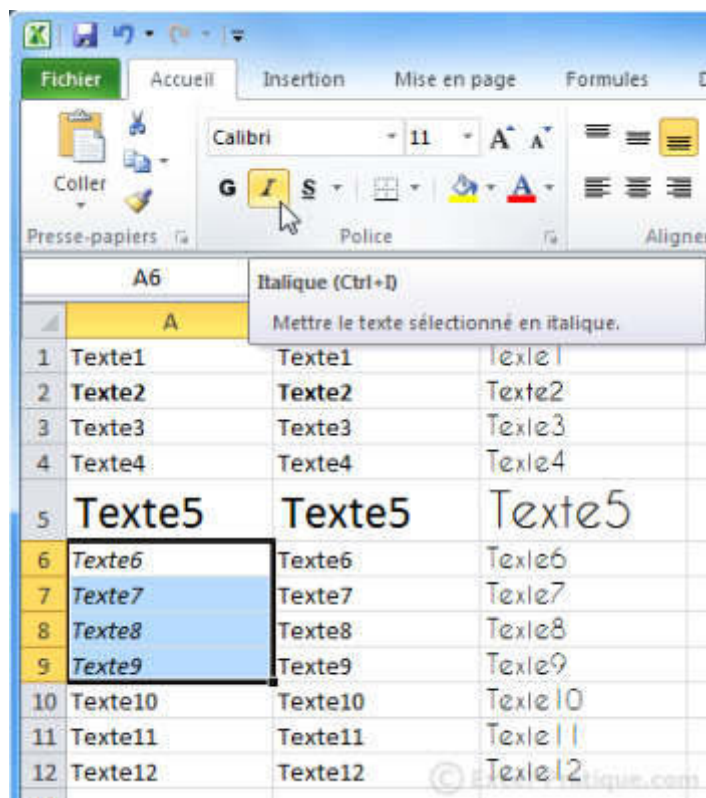 Fichier Accueil Insertion Mise en page Formules
Calibri 11 A A
Coller G I S A
Presse-papiers Police
A6
Italique (Ctrl+I)
Mettre le texte sélectionné en italique.
A
1 Texte1 Texte1 Texte1
2 Texte2 Texte2 Texte2
3 Texte3 Texte3 Texte3
4 Texte4 Texte4 Texte4
5 Texte5 Texte5 Texte5
6 Texte6 Texte6 Texte6
7 Texte7 Texte7 Texte7
8 Texte8 Texte8 Texte8
9 Texte9 Texte9 Texte9
10 Texte10 Texte10 Texte10
11 Texte11 Texte11 Texte11
12 Texte12 Texte12 Texte12
© Excel-Pratique.com